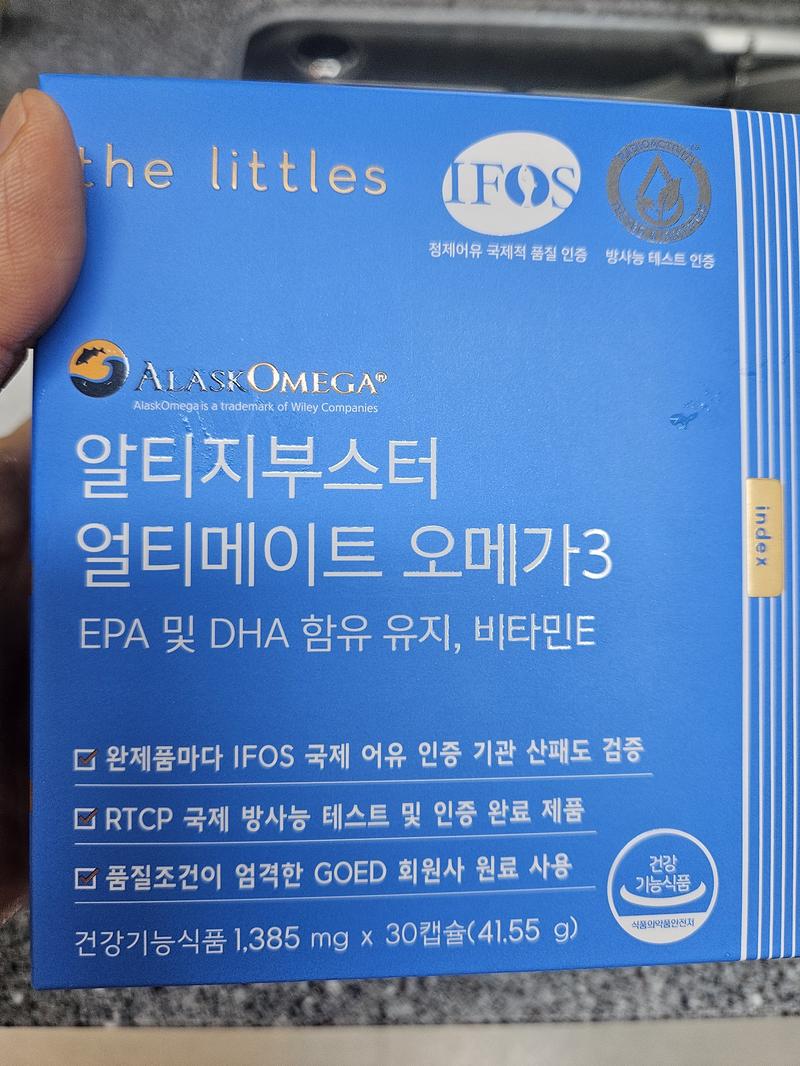 the littles
IFOS
정제어유 국제적 품질 인증
방사능 테스트 인증
ALASKOMEGA®
AlaskOmega is a trademark of Wiley Companies
알티지부스터
얼티메이트 오메가3
EPA 및 DHA 함유 유지, 비타민E
index
완제품마다 IFOS 국제 어유 인증 기관 산패도 검증
RTCP 국제 방사능 테스트 및 인증 완료 제품
품질조건이 엄격한 GOED 회원사 원료 사용
건강기능식품 1,385 mg x 30캡슐(41.55 g)
건강
기능식품
식품의약품안전처